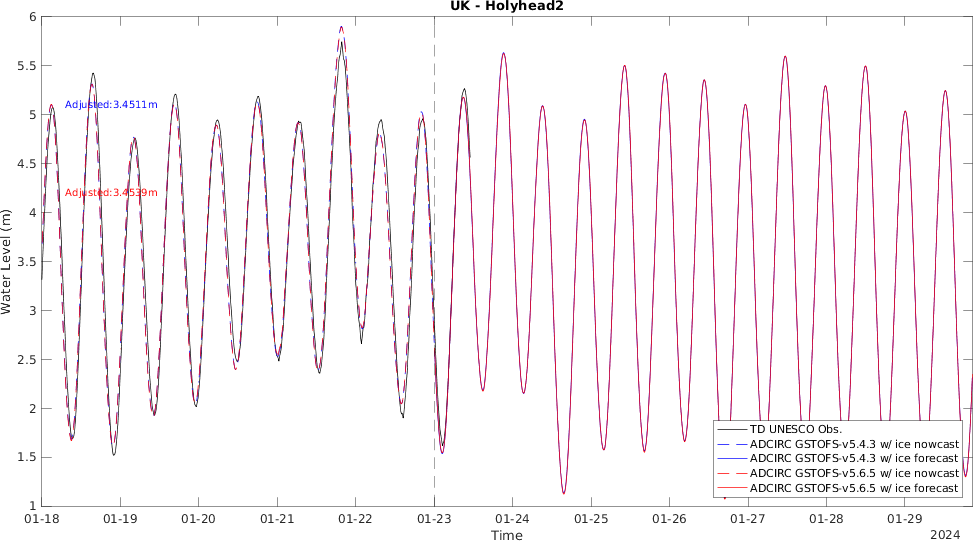 UK - Holyhead2
6
5.5
5
4.5
4
3.5
3
2.5
2
1.5
1
Water Level (m)
Adjusted:3.4511m
Adjusted:3.4539m
TD UNESCO Obs.
ADCIRC GSTOFS-v5.4.3 w/ ice nowcast
ADCIRC GSTOFS-v5.4.3 w/ ice forecast
ADCIRC GSTOFS-v5.6.5 w/ ice nowcast
ADCIRC GSTOFS-v5.6.5 w/ ice forecast
01-18 01-19 01-20 01-21 01-22 01-23 01-24 01-25 01-26 01-27 01-28 01-29
Time
2024